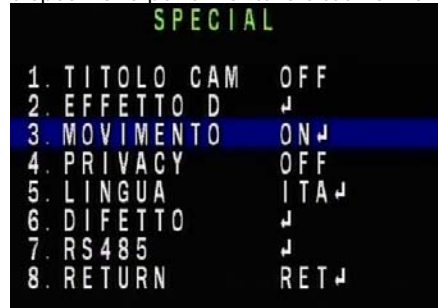 SPECIAL
1. TITOLO CAM OFF
2. EFFETTO D ↲
3. MOVIMENTO ON↲
4. PRIVACY OFF
5. LINGUA ITA↲
6. DIFETTO ↲
7. RS485 ↲
8. RETURN RET↲